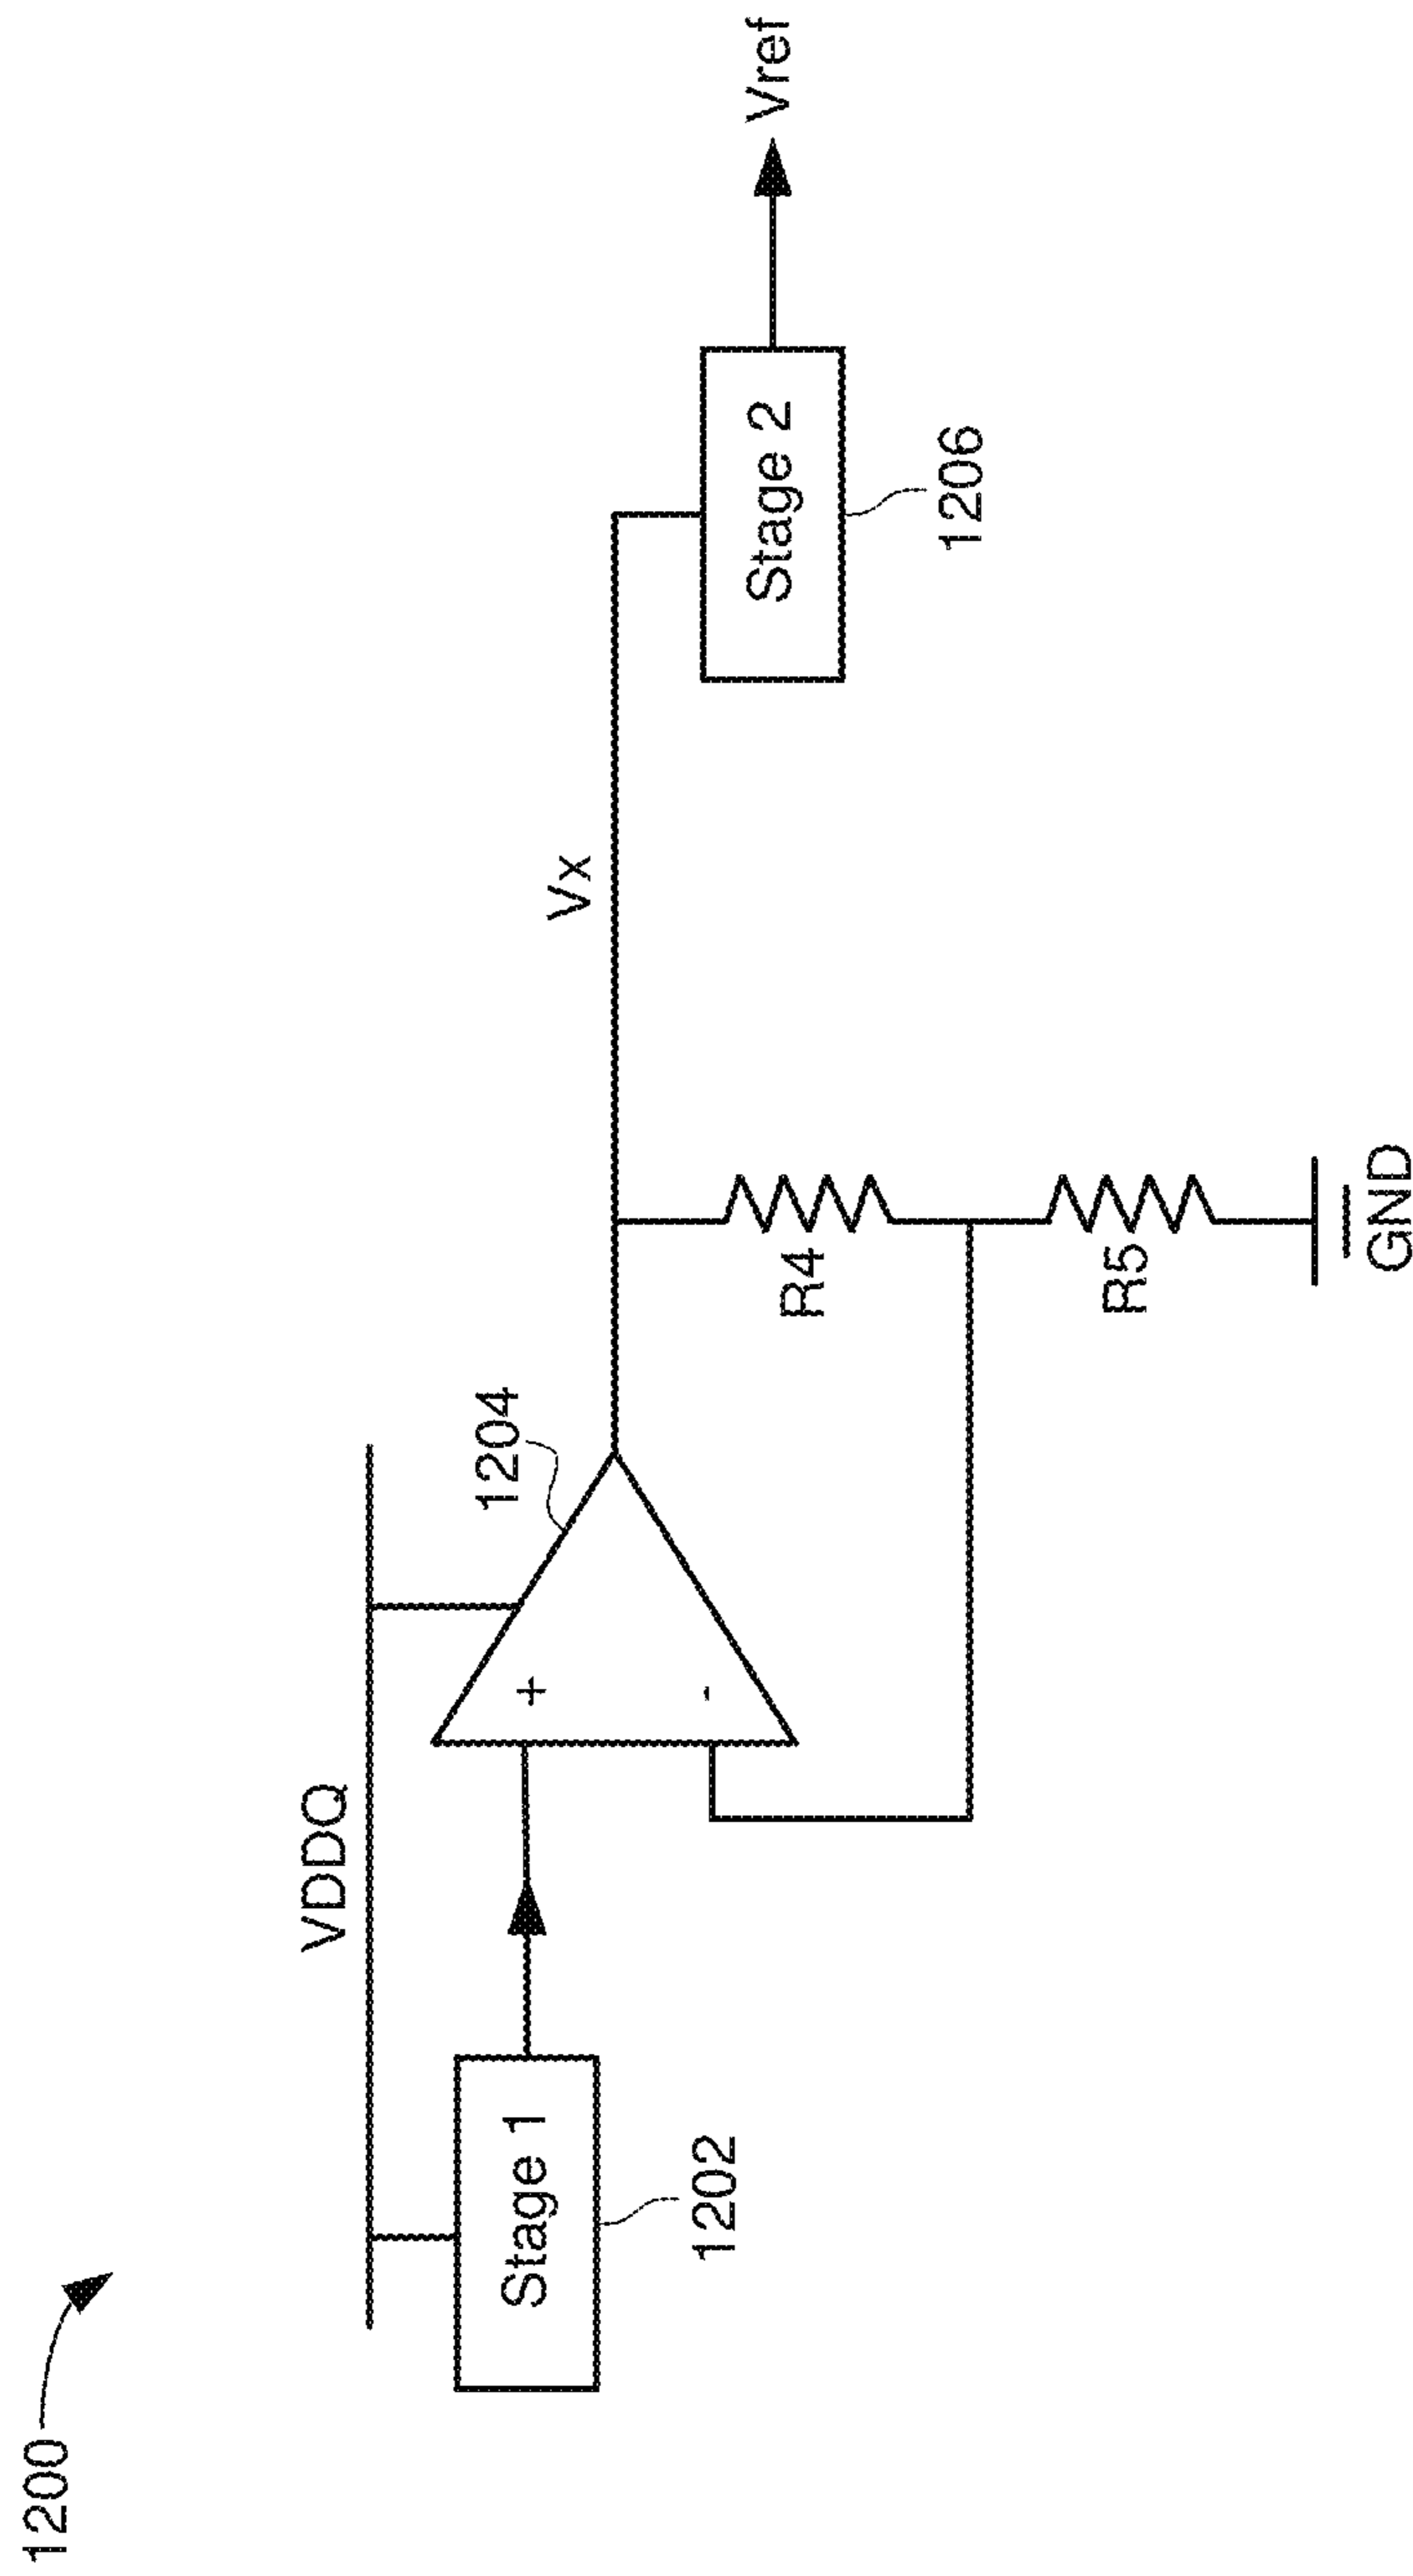 1200
VDDQ
1204
Stage 1
1202
+
-
Vx
R4
R5
GND
Stage 2
1206
Vref